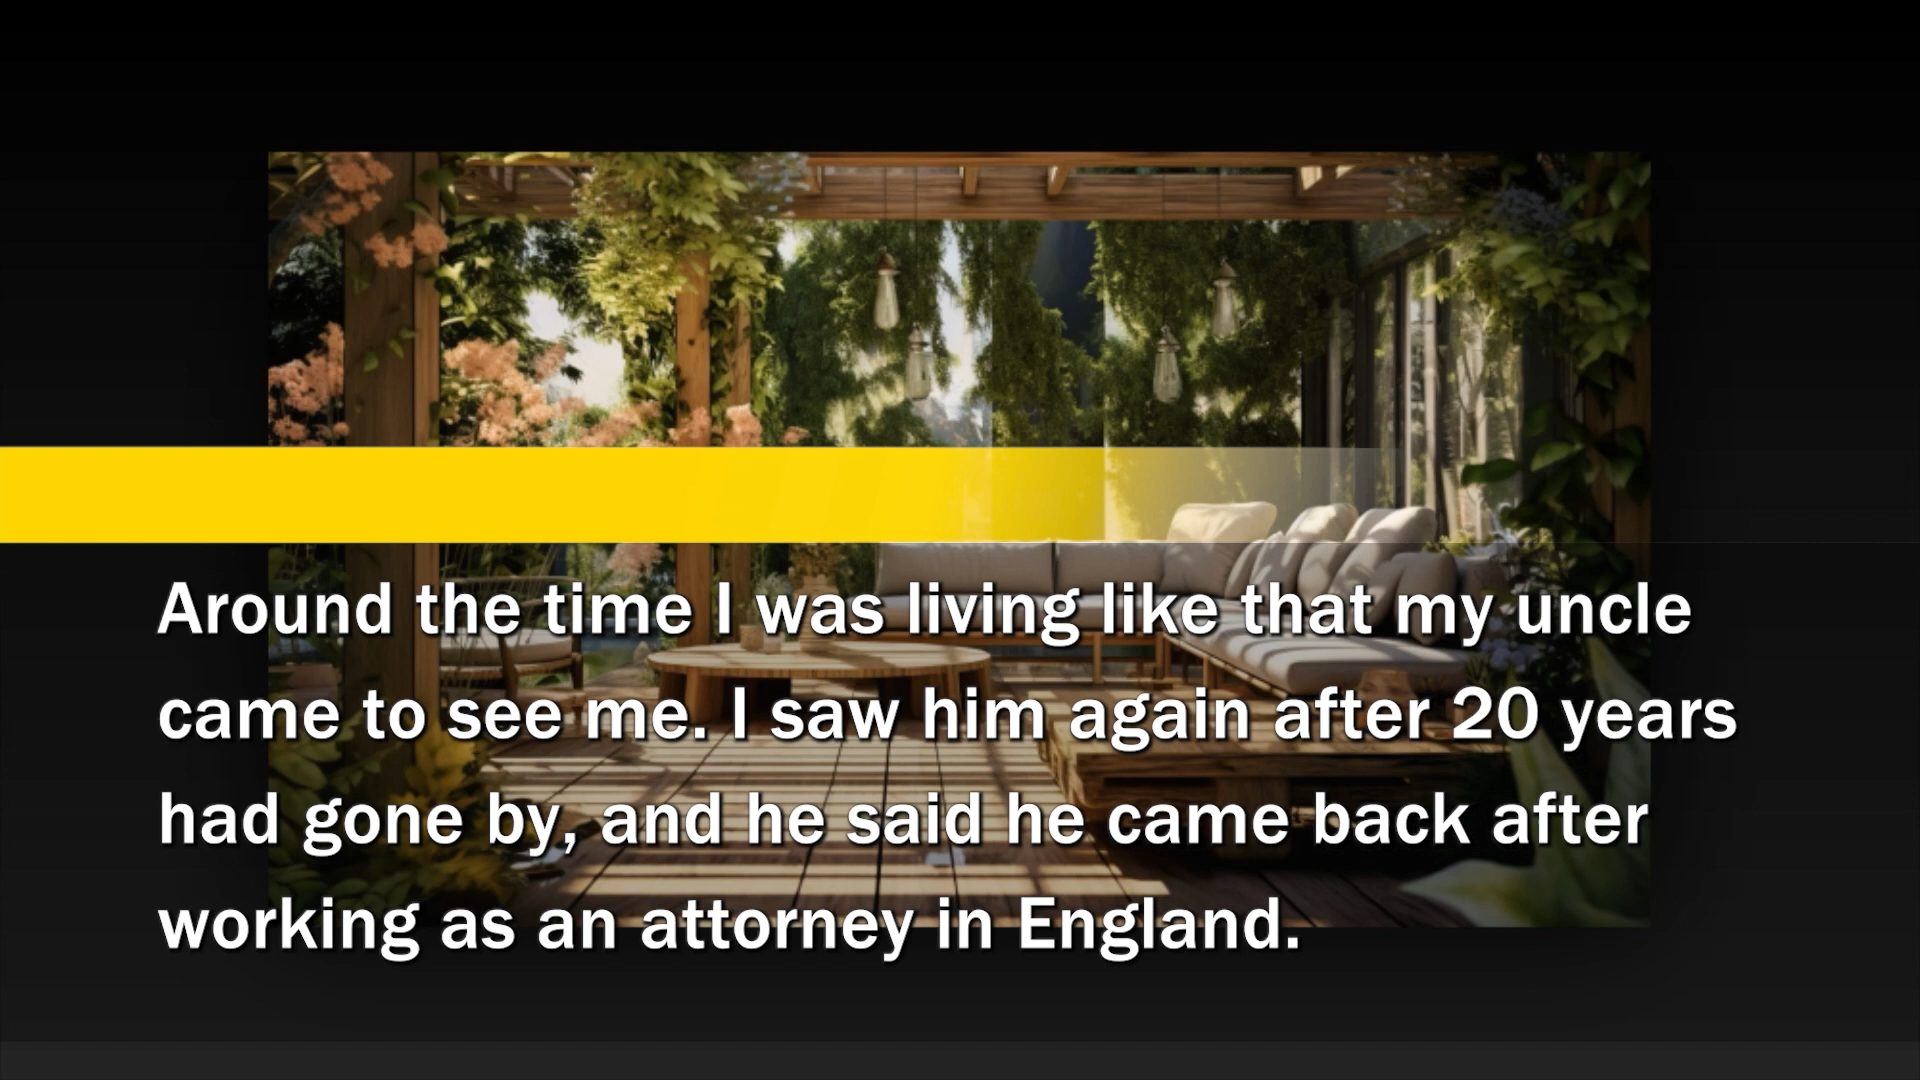 Around the time I was living like that my uncle
came to see me. I saw him again after 20 years
had gone by, and he said he came back after
working as an attorney in England.